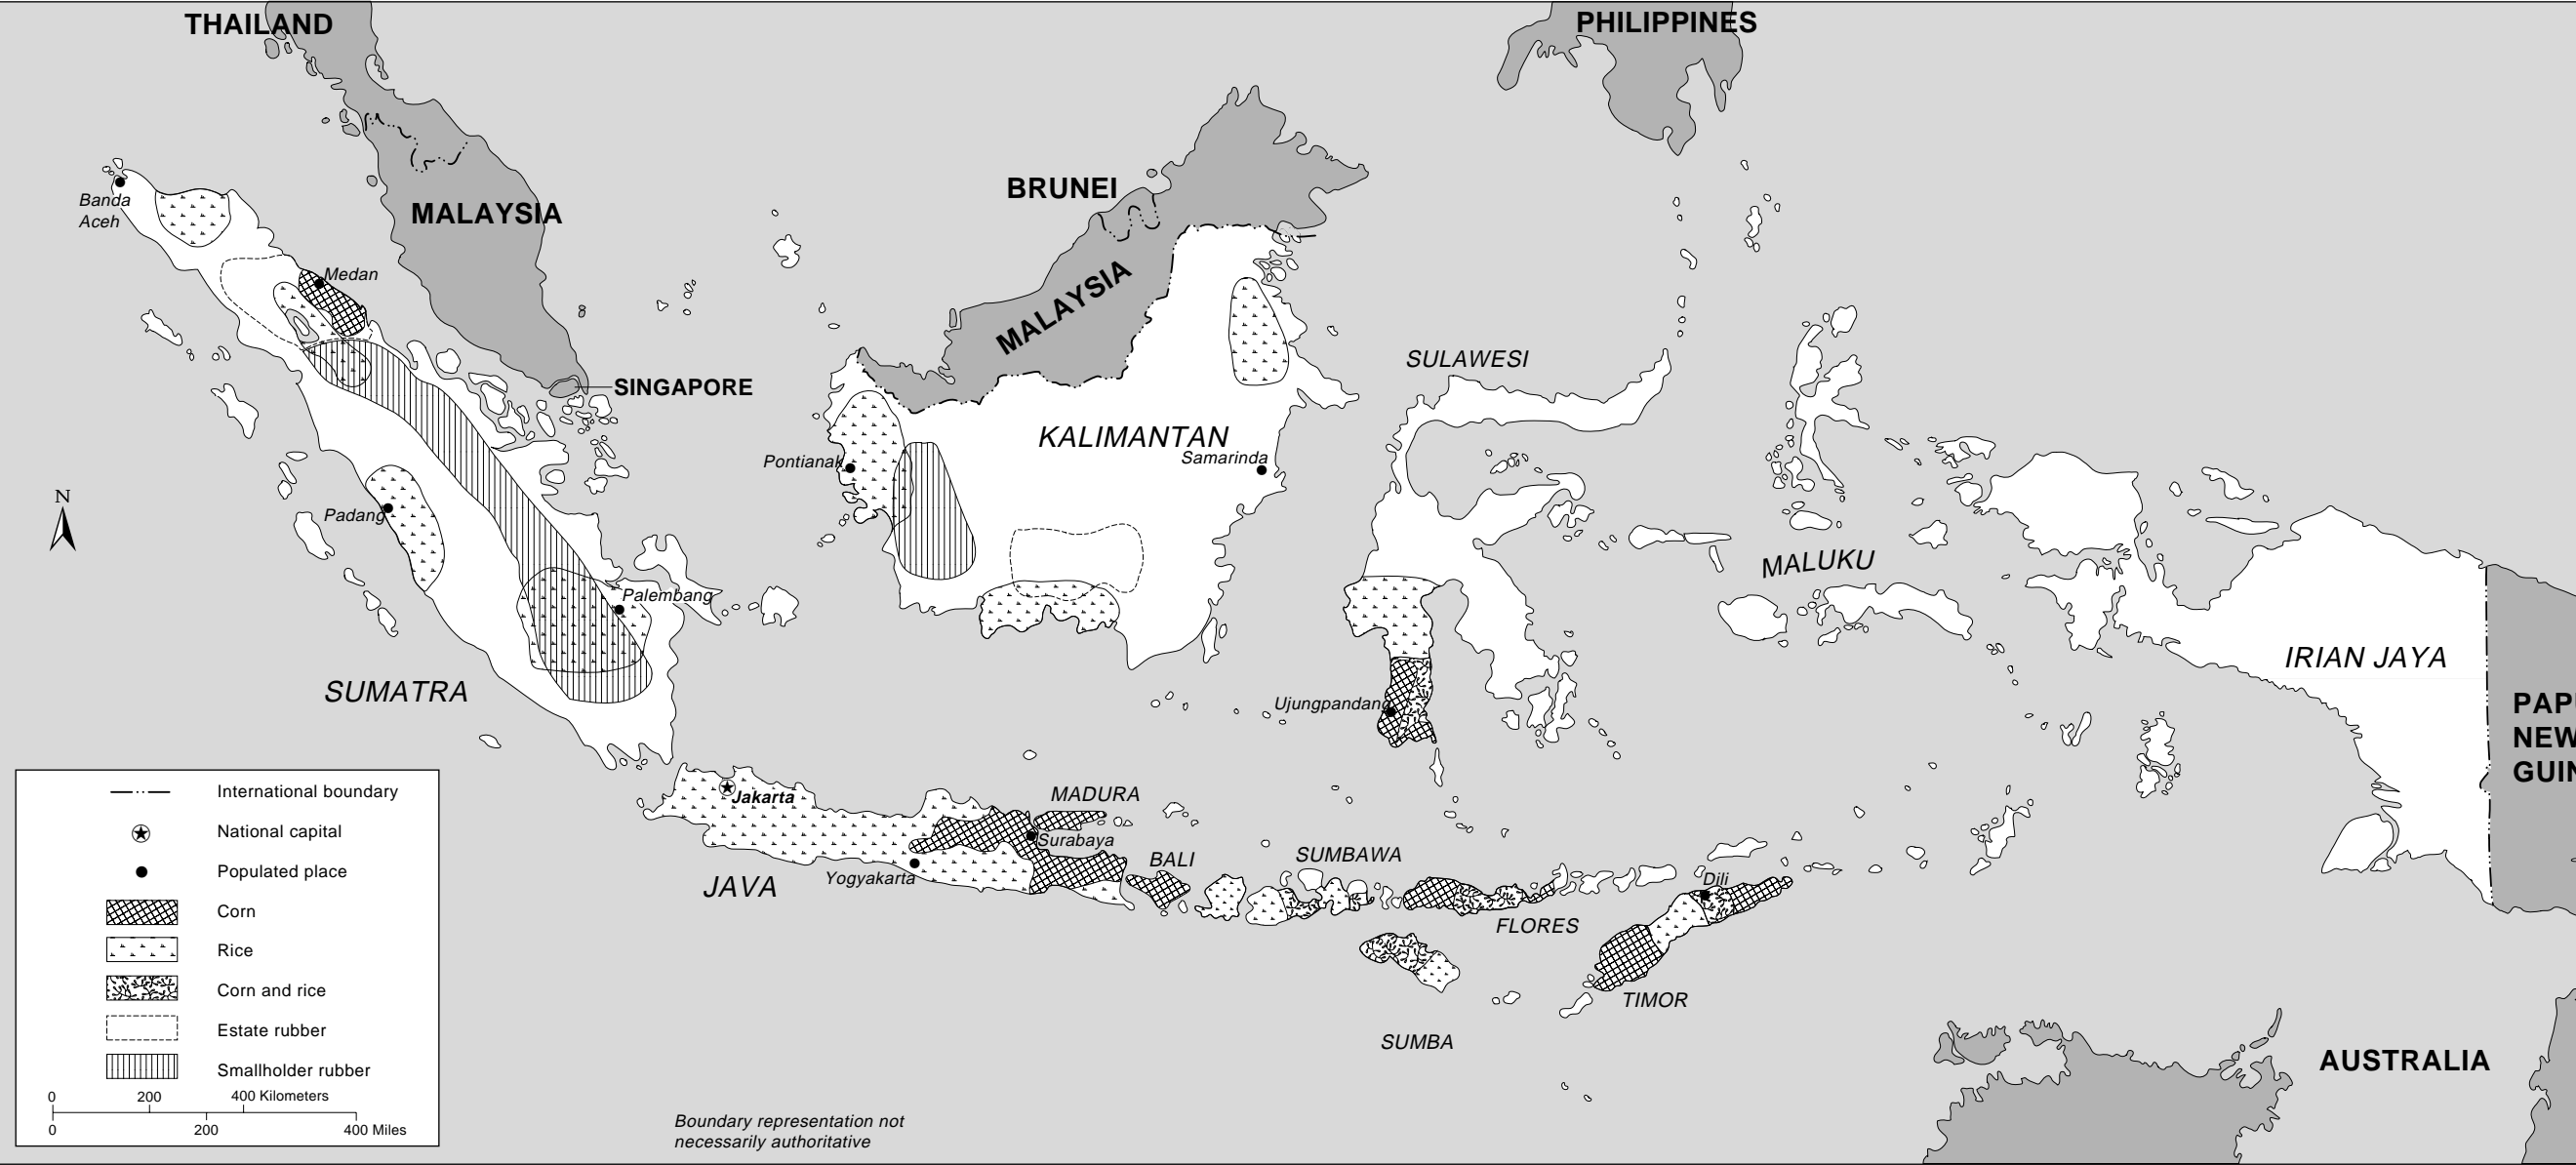 THAILAND
PHILIPPINES
BRUNEI
Banda
Aceh
MALAYSIA
Medan
MALAYSIA
SULAWESI
SINGAPORE
KALIMANTAN
Pontianak
Samarinda
N
Padang
MALUKU
Palembang
IRIAN JAYA
SUMATRA
Ujungpandang
PAPU
NEW
GUIN
International boundary
National capital
Populated place
Corn
Rice
Corn and rice
Estate rubber
Smallholder rubber
0 200 400 Kilometers
0 200 400 Miles
Jakarta
MADURA
Surabaya
BALI
SUMBAWA
Yogyakarta
JAVA
Dili
FLORES
TIMOR
SUMBA
AUSTRALIA
Boundary representation not
necessarily authoritative